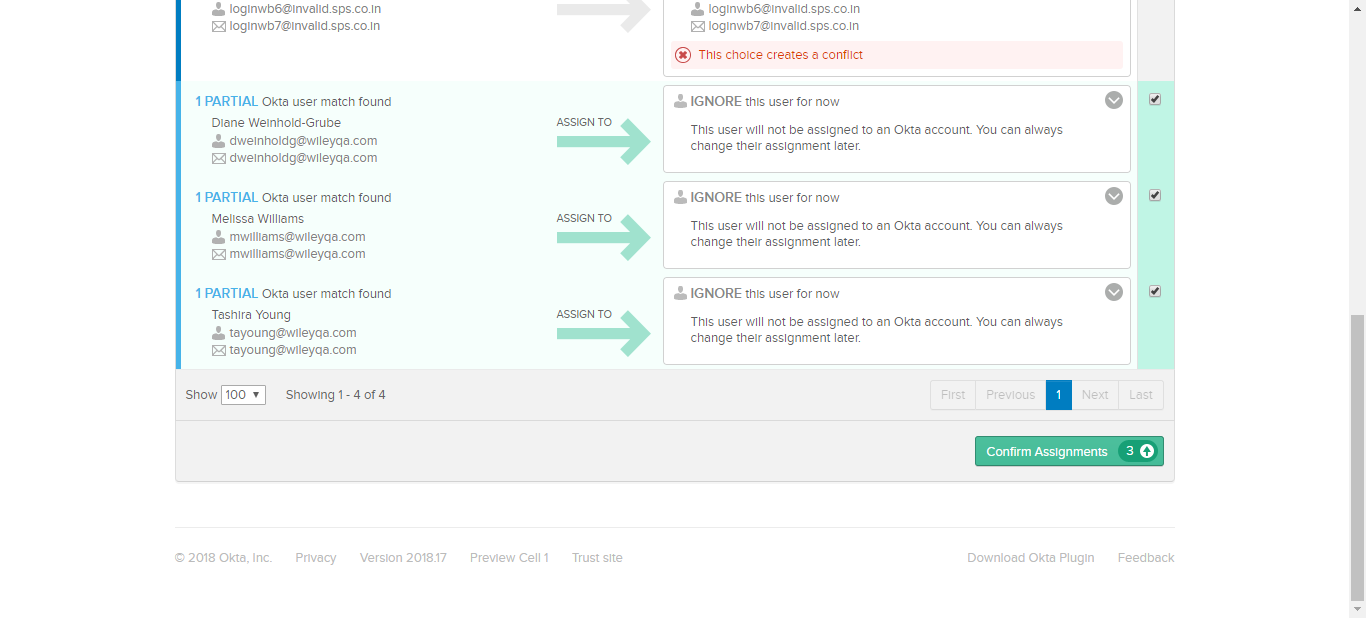 loginwb6@invalid.sps.co.in
loginwb7@invalid.sps.co.in
loginwb6@invalid.sps.co.in
loginwb7@invalid.sps.co.in
This choice creates a conflict
1 PARTIAL Okta user match found
Diane Weinhold-Grube
dweinholdg@wileyqa.com
dweinholdg@wileyqa.com
ASSIGN TO
IGNORE this user for now
This user will not be assigned to an Okta account. You can always
change their assignment later.
1 PARTIAL Okta user match found
Melissa Williams
mwilliams@wileyqa.com
mwilliams@wileyqa.com
ASSIGN TO
IGNORE this user for now
This user will not be assigned to an Okta account. You can always
change their assignment later.
1 PARTIAL Okta user match found
Tashira Young
tayoung@wileyqa.com
tayoung@wileyqa.com
ASSIGN TO
IGNORE this user for now
This user will not be assigned to an Okta account. You can always
change their assignment later.
Show 100 Showing 1 - 4 of 4
First Previous 1 Next Last
Confirm Assignments 3
© 2018 Okta, Inc. Privacy Version 2018.17 Preview Cell 1 Trust site Download Okta Plugin Feedback